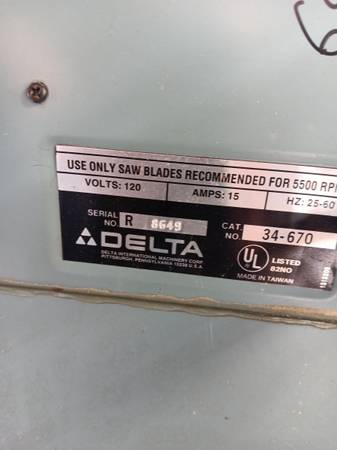 USE ONLY SAW BLADES RECOMMENDED FOR 5500 RPM
VOLTS: 120 AMPS: 15 HZ: 25-60
SERIAL NO. R 8649 CAT. NO. 34-670
DELTA
DELTA INTERNATIONAL MACHINERY CORP.
PITTSBURGH, PENNSYLVANIA 15238 U.S.A.
UL LISTED
82NO
MADE IN TAIWAN